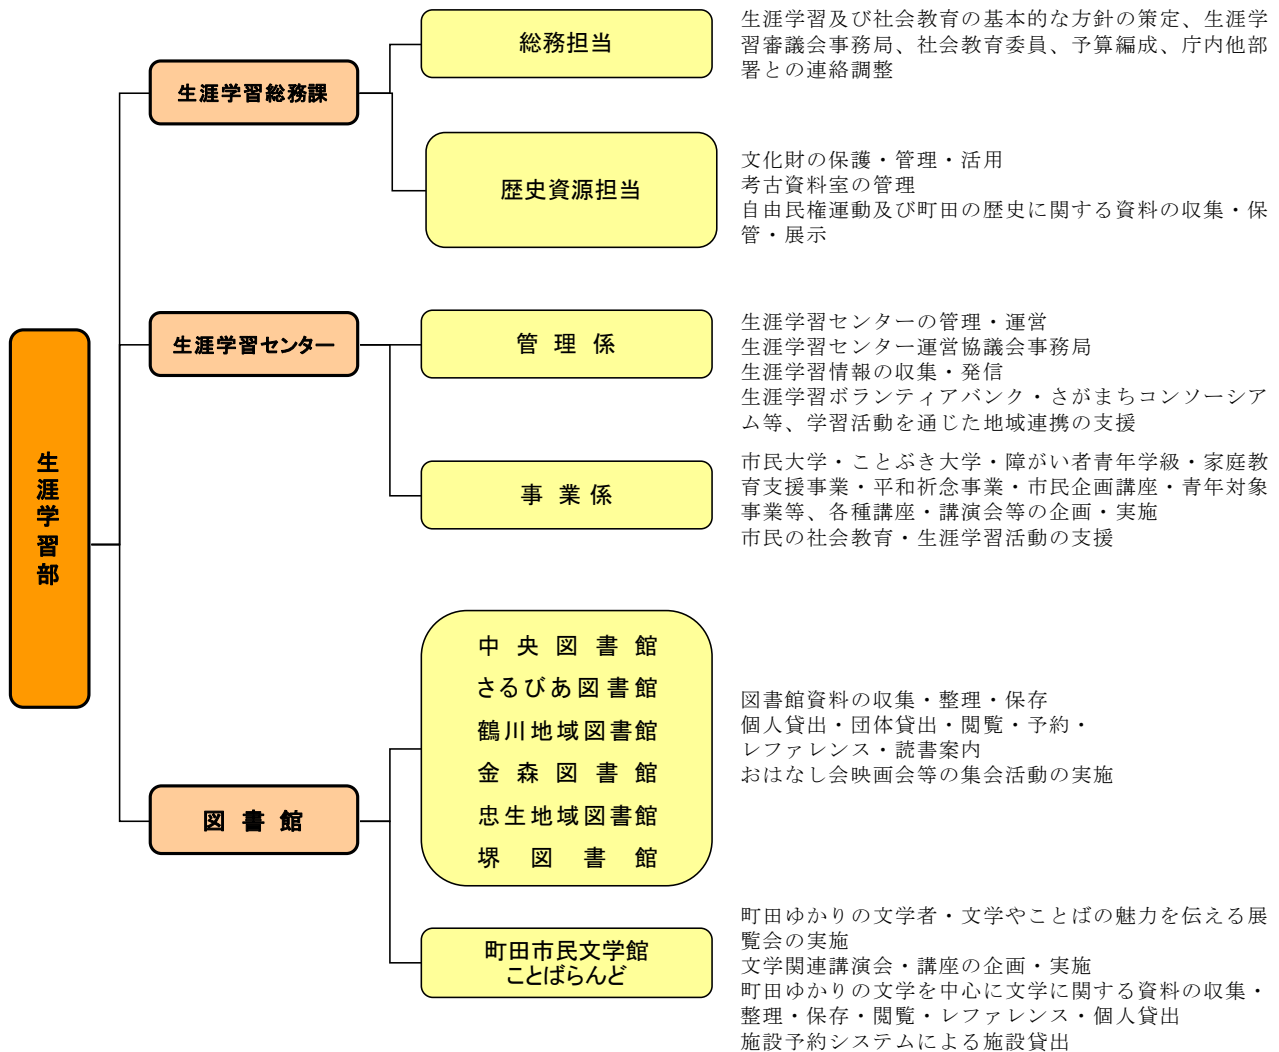 生涯学習部
生涯学習総務課
総務担当
生涯学習及び社会教育の基本的な方針の策定、生涯学
習審議会事務局、社会教育委員、予算編成、庁内他部
署との連絡調整
歴史資源担当
文化財の保護・管理・活用
考古資料室の管理
自由民権運動及び町田の歴史に関する資料の収集・保
管・展示
生涯学習センター
管理係
生涯学習センターの管理・運営
生涯学習センター運営協議会事務局
生涯学習情報の収集・発信
生涯学習ボランティアバンク・さがまちコンソーシア
ム等、学習活動を通じた地域連携の支援
事業係
市民大学・ことぶき大学・障がい者青年学級・家庭教
育支援事業・平和祈念事業・市民企画講座・青年対象
事業等、各種講座・講演会等の企画・実施
市民の社会教育・生涯学習活動の支援
図書館
中央図書館
さるびあ図書館
鶴川地域図書館
金森図書館
忠生地域図書館
堺図書館
図書館資料の収集・整理・保存
個人貸出・団体貸出・閲覧・予約・
レファレンス・読書案内
おはなし会映画会等の集会活動の実施
町田市民文学館
ことばらんど
町田ゆかりの文学者・文学やことばの魅力を伝える展
覧会の実施
文学関連講演会・講座の企画・実施
町田ゆかりの文学を中心に文学に関する資料の収集・
整理・保存・閲覧・レファレンス・個人貸出
施設予約システムによる施設貸出